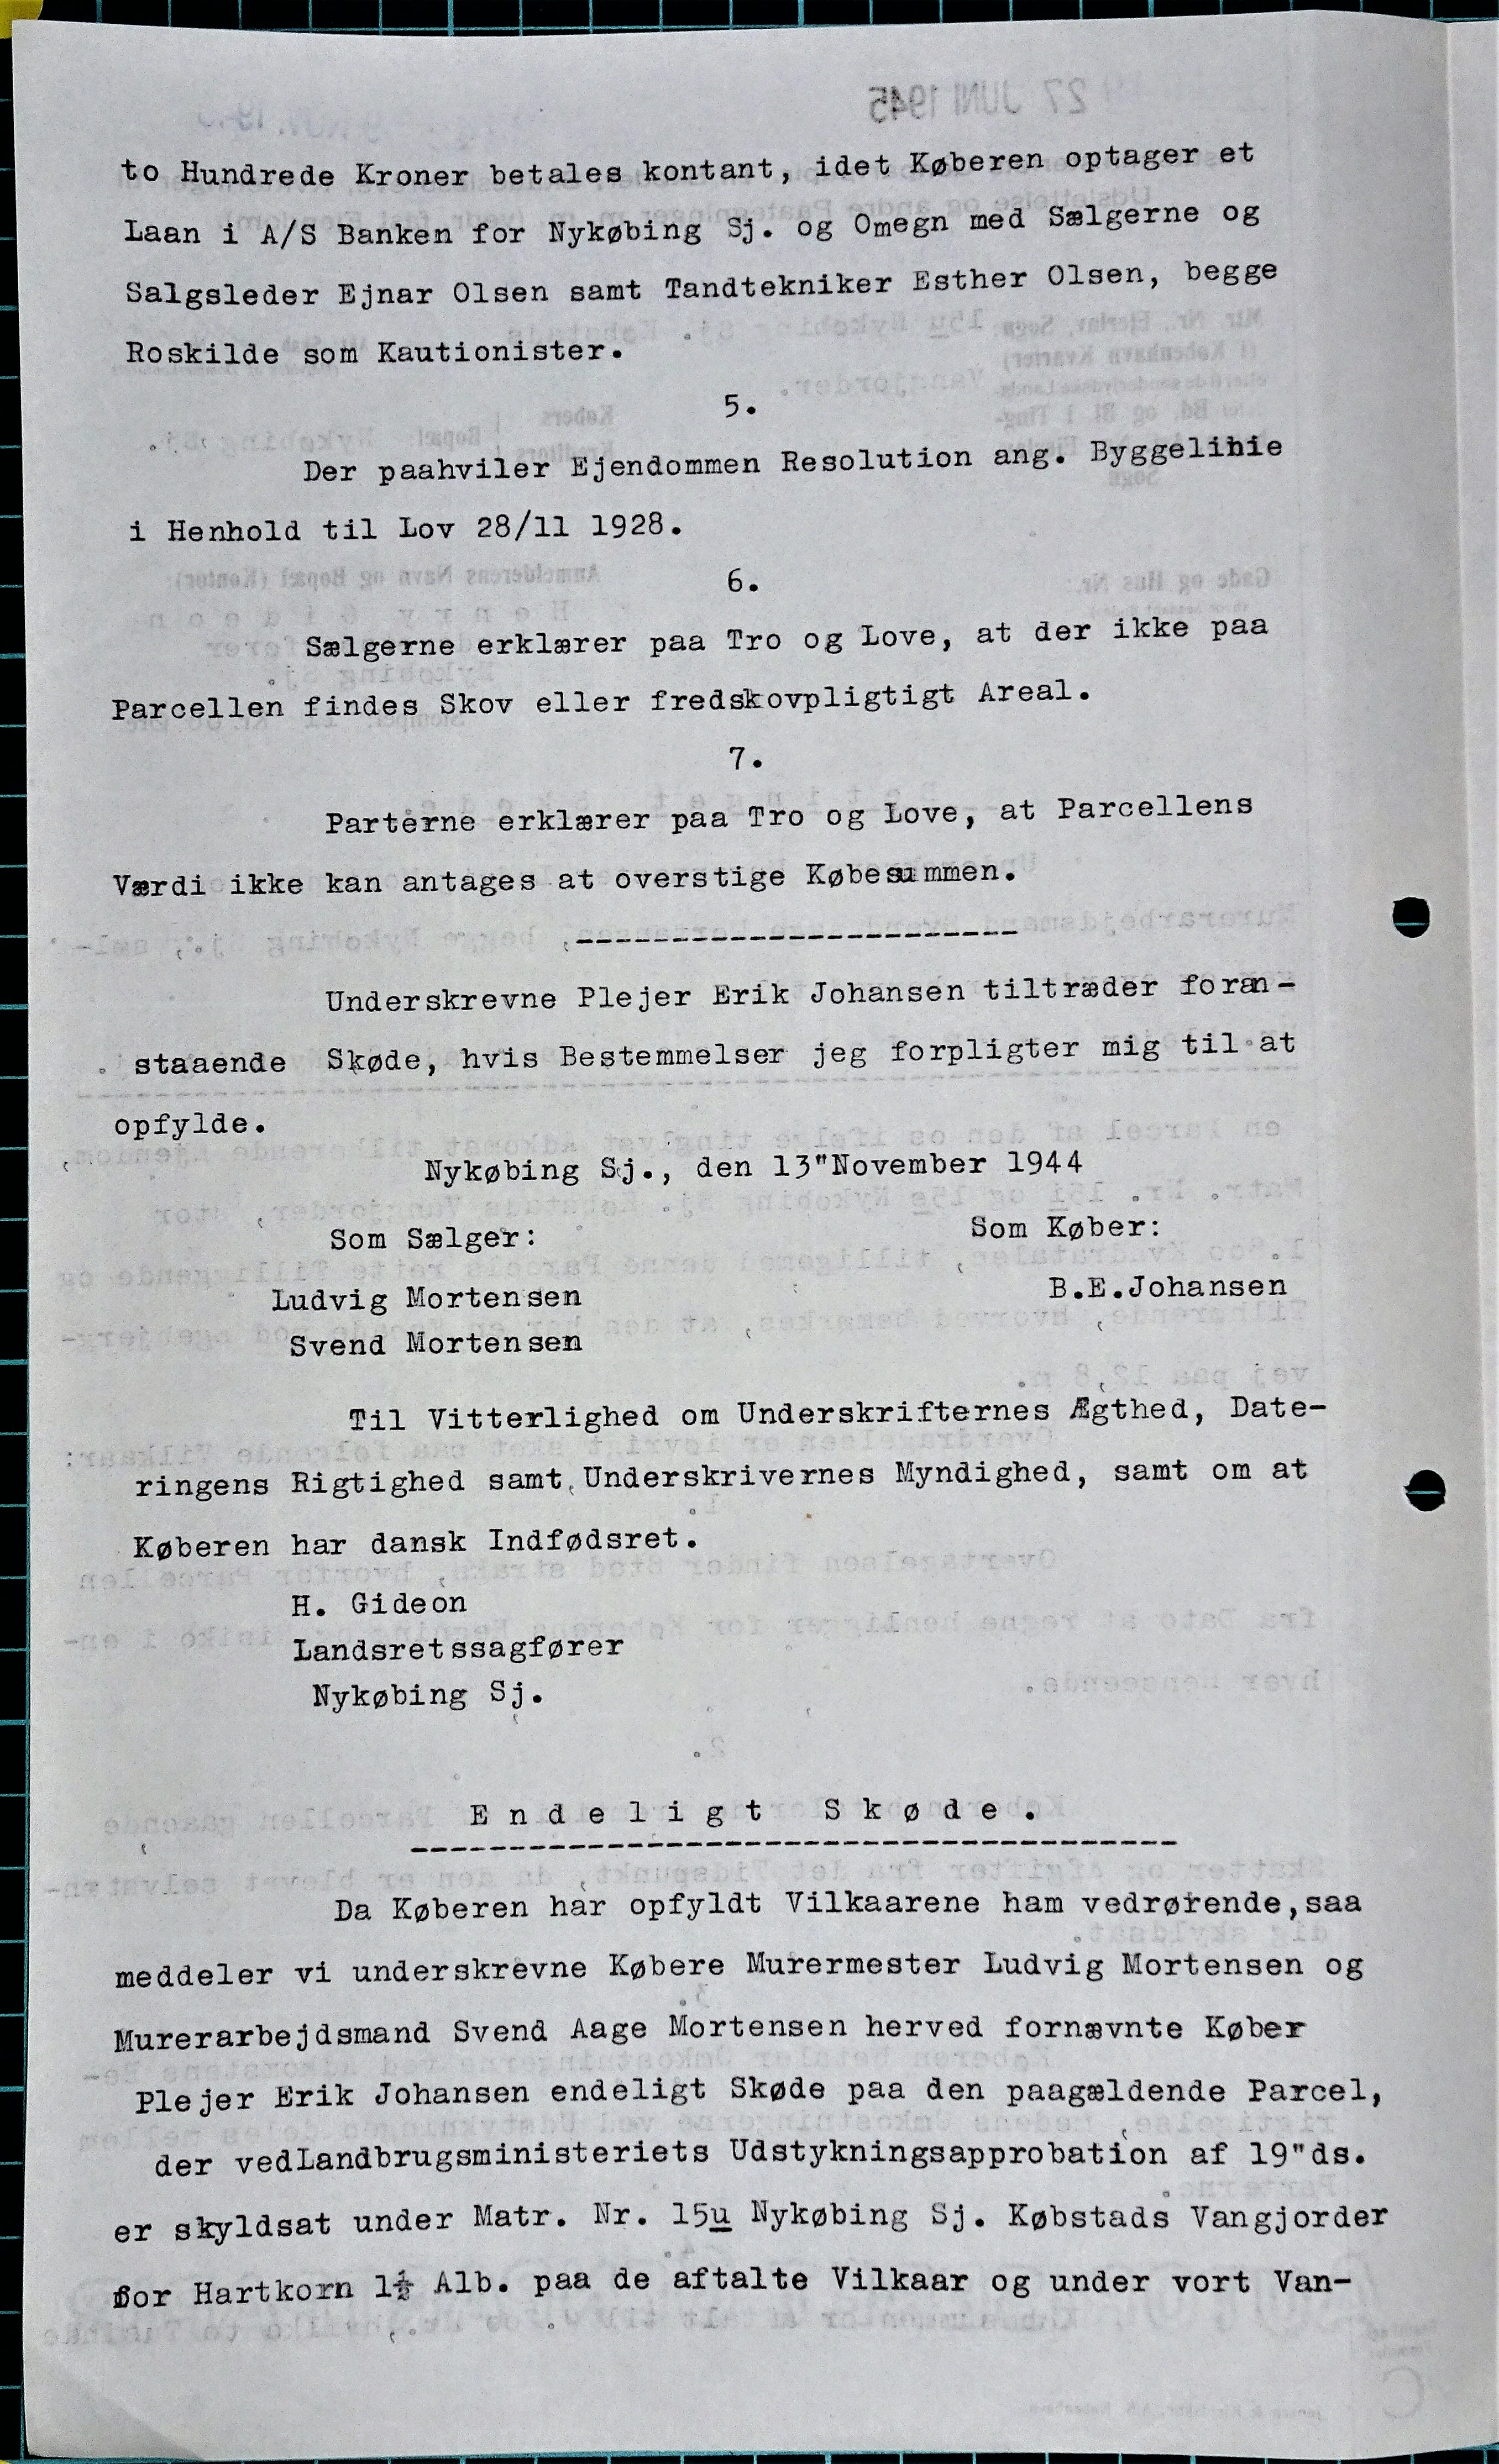 27 JUNI 1945
to Hundrede Kroner betales kontant, idet Køberen optager et
Laan i A/S Banken for Nykøbing Sj. og Omegn med Sælgerne og
Salgsleder Ejnar Olsen samt Tandtekniker Esther Olsen, begge
Roskilde som Kautionister.
5.
Der paahviler Ejendommen Resolution ang. Byggelinie
i Henhold til Lov 28/11 1928.
6.
Sælgerne erklærer paa Tro og Love, at der ikke paa
Parcellen findes Skov eller fredskovpligtigt Areal.
7.
Parterne erklærer paa Tro og Love, at Parcellens
Værdi ikke kan antages at overstige Købesummen.
-----------------------
Underskrevne Plejer Erik Johansen tiltræder foran-
staaende Skøde, hvis Bestemmelser jeg forpligter mig til at
opfylde.
Nykøbing Sj., den 13"November 1944
Som Sælger: Som Køber:
Ludvig Mortensen B.E.Johansen
Svend Mortensen
Til Vitterlighed om Underskrifternes Ægthed, Date-
ringens Rigtighed samt Underskrivernes Myndighed, samt om at
Køberen har dansk Indfødsret.
H. Gideon
Landsretssagfører
Nykøbing Sj.
E n d e l i g t   S k ø d e .
---------------------------------------
Da Køberen har opfyldt Vilkaarene ham vedrørende,saa
meddeler vi underskrevne Købere Murermester Ludvig Mortensen og
Murerarbejdsmand Svend Aage Mortensen herved fornævnte Køber
Plejer Erik Johansen endeligt Skøde paa den paagældende Parcel,
der vedLandbrugsministeriets Udstykningsapprobation af 19"ds.
er skyldsat under Matr. Nr. 15u Nykøbing Sj. Købstads Vangjorder
for Hartkorn 1½ Alb. paa de aftalte Vilkaar og under vort Van-